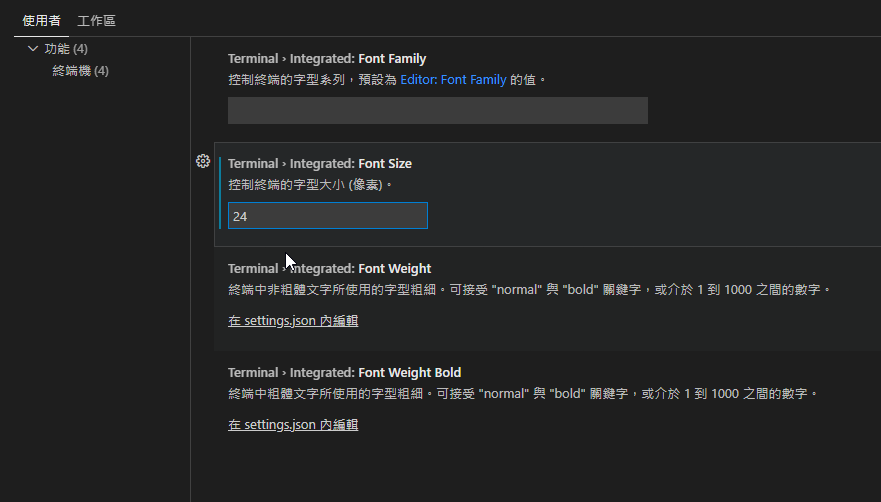 使用者 工作區
功能 (4)
終端機 (4)
Terminal › Integrated: Font Family
控制終端的字型系列，預設為 Editor: Font Family 的值。
Terminal › Integrated: Font Size
控制終端的字型大小 (像素)。
24
Terminal › Integrated: Font Weight
終端中非粗體文字所使用的字型粗細。可接受 "normal" 與 "bold" 關鍵字，或介於 1 到 1000 之間的數字。
在 settings.json 內編輯
Terminal › Integrated: Font Weight Bold
終端中粗體文字所使用的字型粗細。可接受 "normal" 與 "bold" 關鍵字，或介於 1 到 1000 之間的數字。
在 settings.json 內編輯